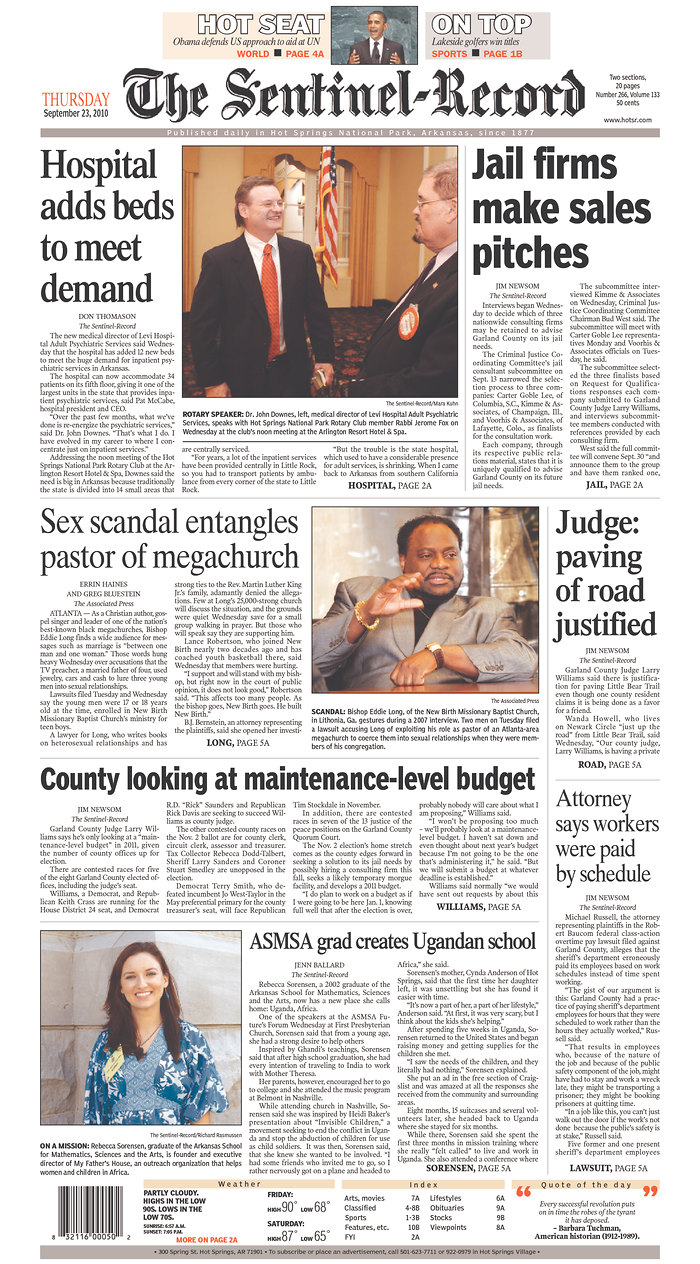 HOT SEAT
Obama defends US approach to aid at UN
WORLD ■ PAGE 4A
ON TOP
Lakeside golfers win titles
SPORTS ■ PAGE 1B
THURSDAY
September 23, 2010
The Sentinel-Record
Two sections,
20 pages
Number 266, Volume 133
50 cents
www.hotsr.com
Published daily in Hot Springs National Park, Arkansas, since 1877
Hospital
adds beds
to meet
demand
DON THOMASON
The Sentinel-Record
The new medical director of Levi Hospi-
tal Adult Psychiatric Services said Wednes-
day that the hospital has added 12 new beds
to meet the huge demand for inpatient psy-
chiatric services in Arkansas.
The hospital can now accommodate 34
patients on its fifth floor, giving it one of the
largest units in the state that provides inpa-
tient psychiatric services, said Pat McCabe,
hospital president and CEO.
"Over the past few months, what we've
done is re-energize the psychiatric services,"
said Dr. John Downes. "That's what I do. I
have evolved in my career to where I con-
centrate just on inpatient services."
Addressing the noon meeting of the Hot
Springs National Park Rotary Club at the Ar-
lington Resort Hotel & Spa, Downes said the
need is big in Arkansas because traditionally
the state is divided into 14 small areas that
The Sentinel-Record/Mara Kuhn
ROTARY SPEAKER: Dr. John Downes, left, medical director of Levi Hospital Adult Psychiatric
Services, speaks with Hot Springs National Park Rotary Club member Rabbi Jerome Fox on
Wednesday at the club's noon meeting at the Arlington Resort Hotel & Spa.
are centrally serviced.
"For years, a lot of the inpatient services
have been provided centrally in Little Rock,
so you had to transport patients by ambu-
lance from every corner of the state to Little
Rock.
"But the trouble is the state hospital,
which used to have a considerable presence
for adult services, is shrinking. When I came
back to Arkansas from southern California
HOSPITAL, PAGE 2A
Jail firms
make sales
pitches
JIM NEWSOM
The Sentinel-Record
Interviews began Wednes-
day to decide which of three
nationwide consulting firms
may be retained to advise
Garland County on its jail
needs.
The Criminal Justice Co-
ordinating Committee's jail
consultant subcommittee on
Sept. 13 narrowed the selec-
tion process to three com-
panies: Carter Goble Lee, of
Columbia, S.C., Kimme & As-
sociates, of Champaign, Ill.,
and Voorhis & Associates, of
Lafayette, Colo., as finalists
for the consultation work.
Each company, through
its respective public rela-
tions material, states that it is
uniquely qualified to advise
Garland County on its future
jail needs.
The subcommittee inter-
viewed Kimme & Associates
on Wednesday, Criminal Jus-
tice Coordinating Committee
Chairman Bud West said. The
subcommittee will meet with
Carter Goble Lee representa-
tives Monday and Voorhis &
Associates officials on Tues-
day, he said.
The subcommittee select-
ed the three finalists based
on Request for Qualifica-
tions responses each com-
pany submitted to Garland
County Judge Larry Williams,
and interviews subcommit-
tee members conducted with
references provided by each
consulting firm.
West said the full commit-
tee will convene Sept. 30 "and
announce them to the group
and have them ranked one,
JAIL, PAGE 2A
Sex scandal entangles
pastor of megachurch
ERRIN HAINES
AND GREG BLUESTEIN
The Associated Press
ATLANTA — As a Christian author, gos-
pel singer and leader of one of the nation's
best-known black megachurches, Bishop
Eddie Long finds a wide audience for mes-
sages such as marriage is "between one
man and one woman." Those words hung
heavy Wednesday over accusations that the
TV preacher, a married father of four, used
jewelry, cars and cash to lure three young
men into sexual relationships.
Lawsuits filed Tuesday and Wednesday
say the young men were 17 or 18 years
old at the time, enrolled in New Birth
Missionary Baptist Church's ministry for
teen boys.
A lawyer for Long, who writes books
on heterosexual relationships and has
strong ties to the Rev. Martin Luther King
Jr.'s family, adamantly denied the allega-
tions. Few at Long's 25,000-strong church
will discuss the situation, and the grounds
were quiet Wednesday save for a small
group walking in prayer. But those who
will speak say they are supporting him.
Lance Robertson, who joined New
Birth nearly two decades ago and has
coached youth basketball there, said
Wednesday that members were hurting.
"I support and will stand with my bish-
op, but right now in the court of public
opinion, it does not look good," Robertson
said. "This affects too many people. As
the bishop goes, New Birth goes. He built
New Birth."
B.J. Bernstein, an attorney representing
the plaintiffs, said she opened her investi-
LONG, PAGE 5A
The Associated Press
SCANDAL: Bishop Eddie Long, of the New Birth Missionary Baptist Church,
in Lithonia, Ga. gestures during a 2007 interview. Two men on Tuesday filed
a lawsuit accusing Long of exploiting his role as pastor of an Atlanta-area
megachurch to coerce them into sexual relationships when they were mem-
bers of his congregation.
Judge:
paving
of road
justified
JIM NEWSOM
The Sentinel-Record
Garland County Judge Larry
Williams said there is justifica-
tion for paving Little Bear Trail
even though one county resident
claims it is being done as a favor
for a friend.
Wanda Howell, who lives
on Newark Circle "just up the
road" from Little Bear Trail, said
Wednesday, "Our county judge,
Larry Williams, is having a private
ROAD, PAGE 5A
County looking at maintenance-level budget
JIM NEWSOM
The Sentinel-Record
Garland County Judge Larry Wil-
liams says he's only looking at a "main-
tenance-level budget" in 2011, given
the number of county offices up for
election.
There are contested races for five
of the eight Garland County elected of-
fices, including the judge's seat.
Williams, a Democrat, and Repub-
lican Keith Crass are running for the
House District 24 seat, and Democrat
R.D. "Rick" Saunders and Republican
Rick Davis are seeking to succeed Wil-
liams as county judge.
The other contested county races on
the Nov. 2 ballot are for county clerk,
circuit clerk, assessor and treasurer.
Tax Collector Rebecca Dodd-Talbert,
Sheriff Larry Sanders and Coroner
Stuart Smedley are unopposed in the
election.
Democrat Terry Smith, who de-
feated incumbent Jo West-Taylor in the
May preferential primary for the county
treasurer's seat, will face Republican
Tim Stockdale in November.
In addition, there are contested
races in seven of the 13 justice of the
peace positions on the Garland County
Quorum Court.
The Nov. 2 election's home stretch
comes as the county edges forward in
seeking a solution to its jail needs by
possibly hiring a consulting firm this
fall, seeks a likely temporary morgue
facility, and develops a 2011 budget.
"I do plan to work on a budget as if
I were going to be here Jan. 1, knowing
full well that after the election is over,
probably nobody will care about what I
am proposing," Williams said.
"I won't be proposing too much
– we'll probably look at a maintenance-
level budget. I haven't sat down and
even thought about next year's budget
because I'm not going to be the one
that's administering it," he said. "But
we will submit a budget at whatever
deadline is established."
Williams said normally "we would
have sent out requests by about this
WILLIAMS, PAGE 5A
Attorney
says workers
were paid
by schedule
JIM NEWSOM
The Sentinel-Record
Michael Russell, the attorney
representing plaintiffs in the Rob-
ert Baucom federal class-action
overtime pay lawsuit filed against
Garland County, alleges that the
sheriff's department erroneously
paid its employees based on work
schedules instead of time spent
working.
"The gist of our argument is
this: Garland County had a prac-
tice of paying sheriff's department
employees for hours that they were
scheduled to work rather than the
hours they actually worked," Rus-
sell said.
"That results in employees
who, because of the nature of
the job and because of the public
safety component of the job, might
have had to stay and work a wreck
late, they might be transporting a
prisoner; they might be booking
prisoners at quitting time.
"In a job like this, you can't just
walk out the door if the work's not
done because the public's safety is
at stake," Russell said.
Five former and one present
sheriff's department employees
LAWSUIT, PAGE 5A
The Sentinel-Record/Richard Rasmussen
ON A MISSION: Rebecca Sorensen, graduate of the Arkansas School
for Mathematics, Sciences and the Arts, is founder and executive
director of My Father's House, an outreach organization that helps
women and children in Africa.
ASMSA grad creates Ugandan school
JENN BALLARD
The Sentinel-Record
Rebecca Sorensen, a 2002 graduate of the
Arkansas School for Mathematics, Sciences
and the Arts, now has a new place she calls
home: Uganda, Africa.
One of the speakers at the ASMSA Fu-
ture's Forum Wednesday at First Presbyterian
Church, Sorensen said that from a young age,
she had a strong desire to help others
Inspired by Ghandi's teachings, Sorensen
said that after high school graduation, she had
every intention of traveling to India to work
with Mother Theresa.
Her parents, however, encouraged her to go
to college and she attended the music program
at Belmont in Nashville.
While attending church in Nashville, So-
rensen said she was inspired by Heidi Baker's
presentation about "Invisible Children," a
movement seeking to end the conflict in Ugan-
da and stop the abduction of children for use
as child soldiers. It was then, Sorensen said,
that she knew she wanted to be involved. "I
had some friends who invited me to go, so I
rather nervously got on a plane and headed to
Africa," she said.
Sorensen's mother, Cynda Anderson of Hot
Springs, said that the first time her daughter
left, it was unsettling but she has found it
easier with time.
"It's now a part of her, a part of her lifestyle,"
Anderson said. "At first, it was very scary, but I
think about the kids she's helping."
After spending five weeks in Uganda, So-
rensen returned to the United States and began
raising money and getting supplies for the
children she met.
"I saw the needs of the children, and they
literally had nothing," Sorensen explained.
She put an ad in the free section of Craig-
slist and was amazed at all the responses she
received from the community and surrounding
areas.
Eight months, 15 suitcases and several vol-
unteers later, she headed back to Uganda
where she stayed for six months.
While there, Sorensen said she spent the
first three months in mission training where
she really "felt called" to live and work in
Uganda. She also attended a conference where
SORENSEN, PAGE 5A
8 32116 00050 2
Weather
PARTLY CLOUDY.
HIGHS IN THE LOW
90S. LOWS IN THE
LOW 70S.
SUNRISE: 6:57 A.M.
SUNSET: 7:05 P.M.
MORE ON PAGE 2A
FRIDAY:
HIGH 90° LOW 68°
SATURDAY:
HIGH 87° LOW 65°
Index
Arts, movies 7A
Classified 4-8B
Sports 1-3B
Features, etc. 10B
FYI 2A
Lifestyles 6A
Obituaries 9A
Stocks 9B
Viewpoints 8A
Quote of the day
"Every successful revolution puts
on in time the robes of the tyrant
it has deposed."
– Barbara Tuchman,
American historian (1912-1989).
• 300 Spring St. Hot Springs, AR 71901 • To subscribe or place an advertisement, call 501-623-7711 or 922-0979 in Hot Springs Village •